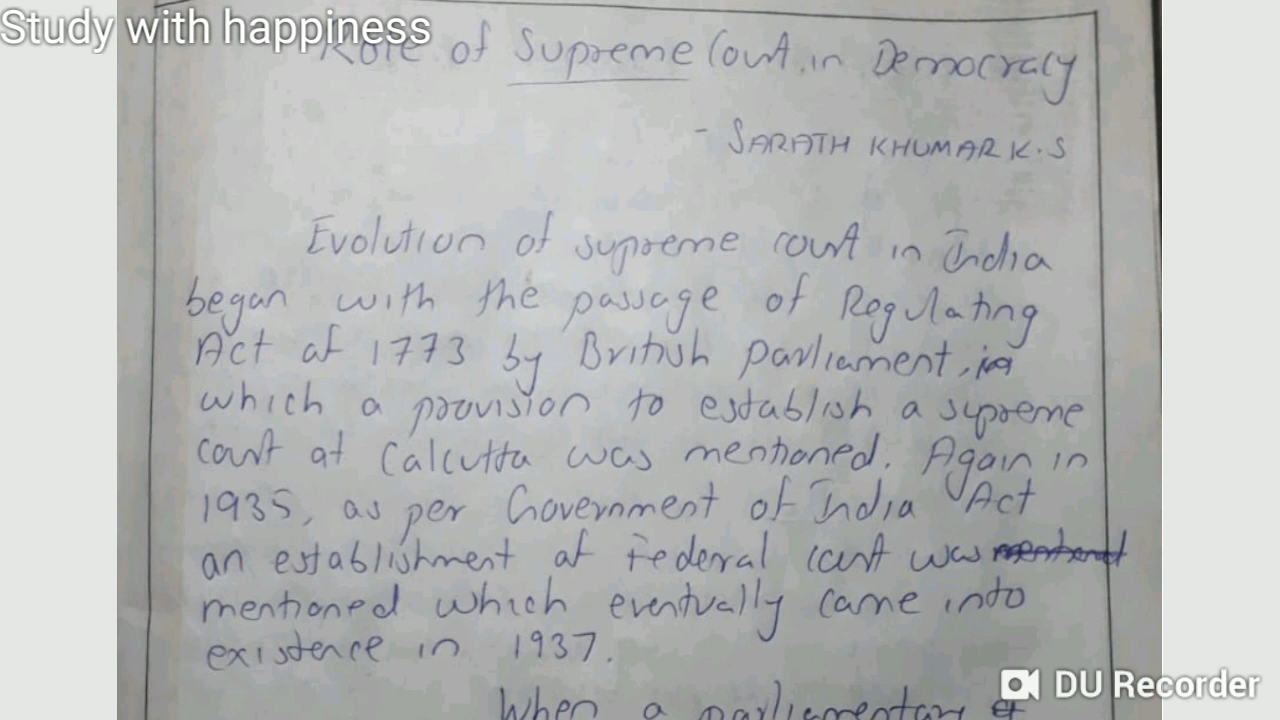 Study with happiness
Role of Supreme Court in Democracy
- SARATH KHUMAR K.S
Evolution of supreme court in India
began with the passage of Regulating
Act of 1773 by British parliament, in
which a provision to establish a supreme
court at Calcutta was mentioned. Again in
1935, as per Government of India Act
an establishment of Federal court was mentioned
mentioned which eventually came into
existence in 1937.
When a parliamentary
DU Recorder